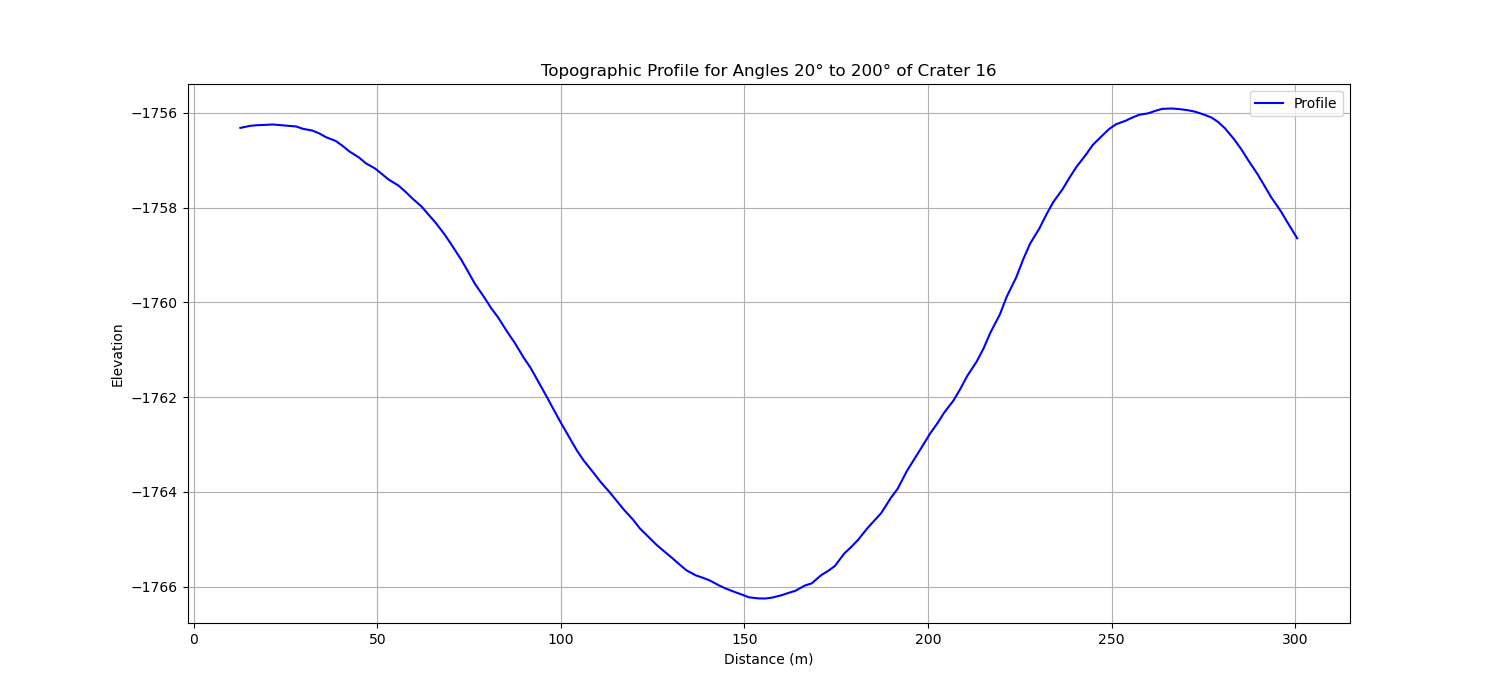 Topographic Profile for Angles 20° to 200° of Crater 16
Profile
−1756
−1758
−1760
−1762
−1764
−1766
Elevation
0 50 100 150 200 250 300
Distance (m)